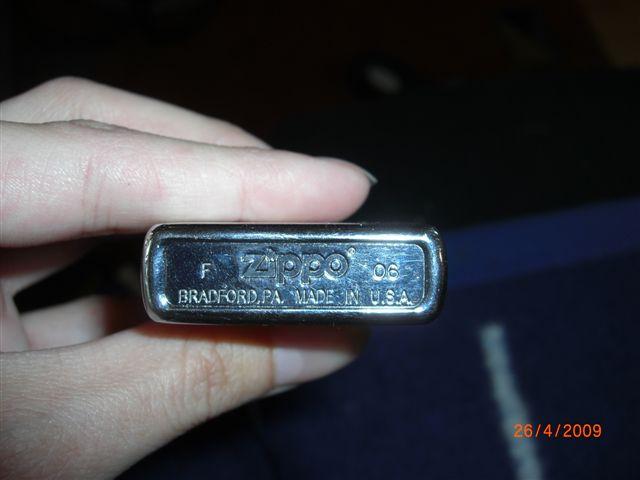 F Zippo® 06
BRADFORD, PA. MADE IN U.S.A.
26/4/2009